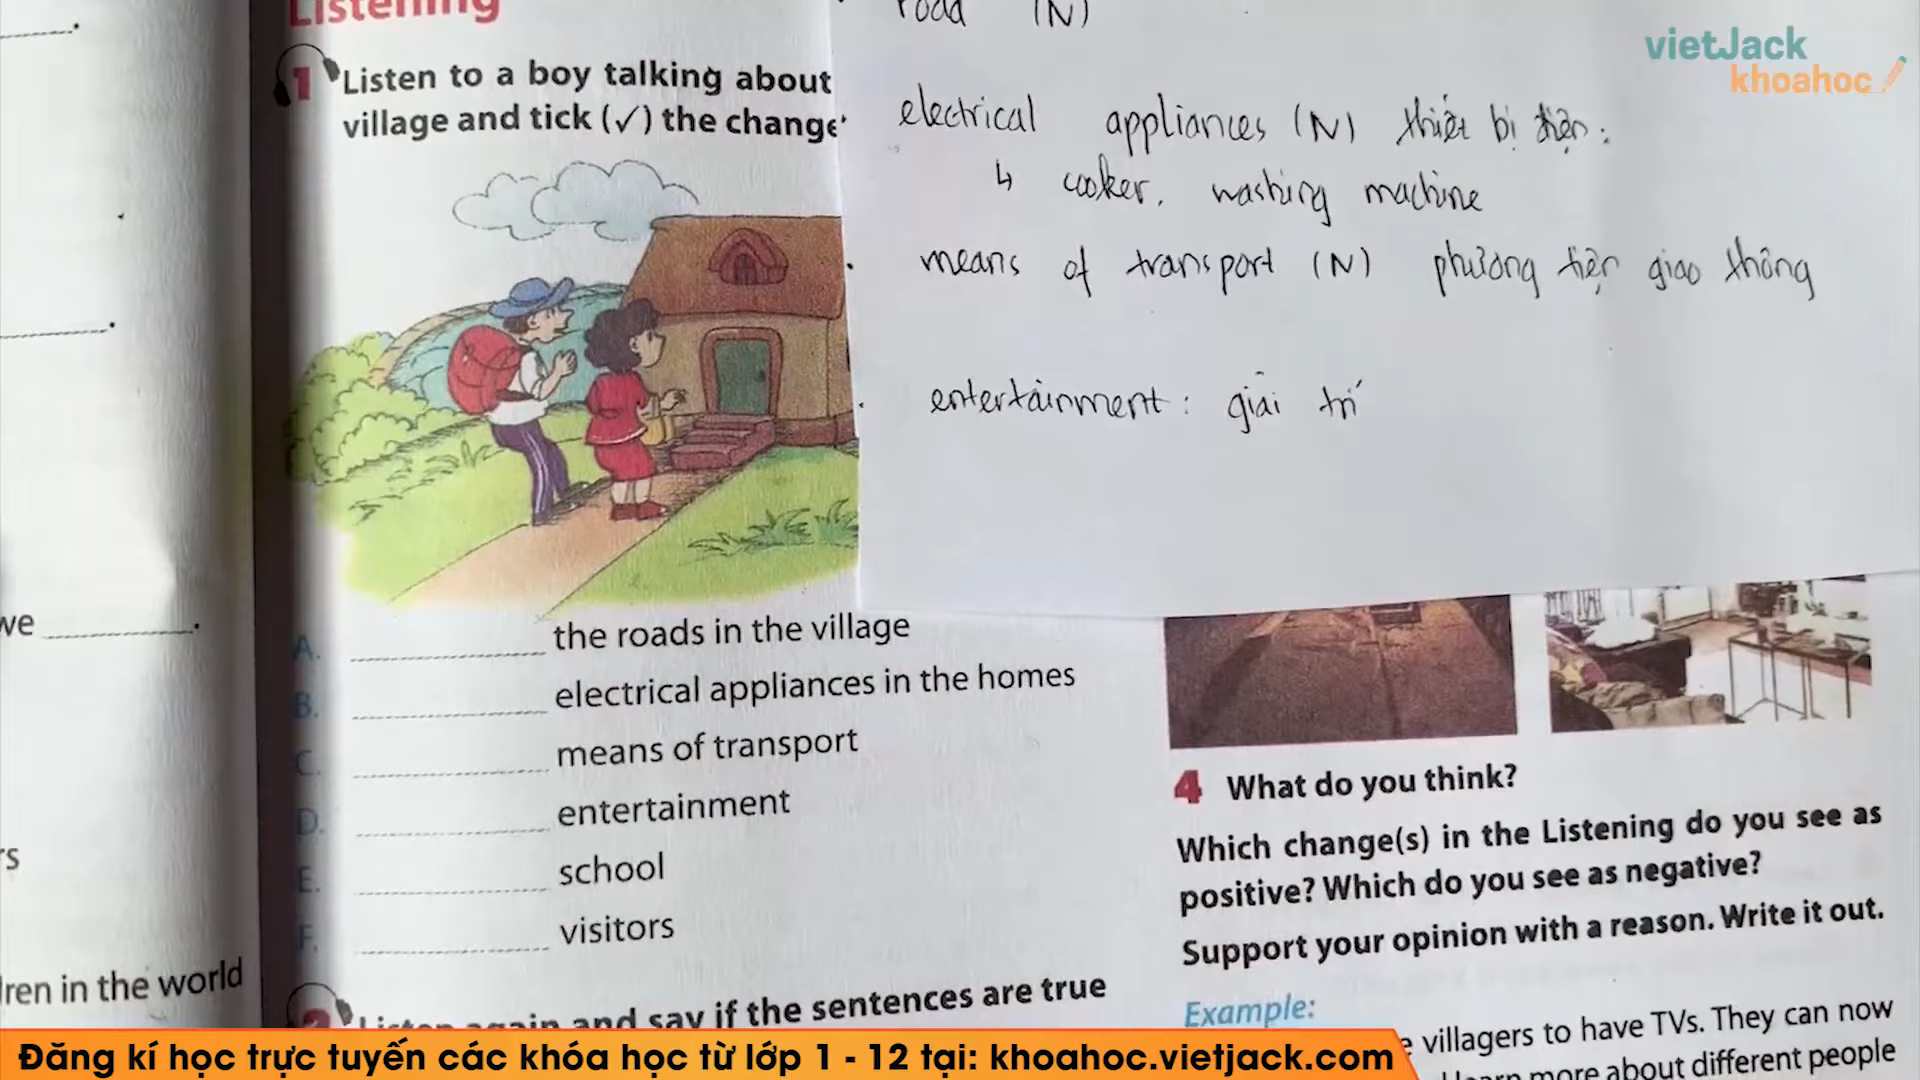 Listening
1 Listen to a boy talking about
village and tick (✓) the change
A. the roads in the village
B. electrical appliances in the homes
C. means of transport
D. entertainment
E. school
F. visitors
again and say if the sentences are true
we
dren in the world
road (N)
electrical appliances (N) thiết bị điện:
↳ cooker, washing machine
means of transport (N) phương tiện giao thông
entertainment: giải trí
4 What do you think?
Which change(s) in the Listening do you see as
positive? Which do you see as negative?
Support your opinion with a reason. Write it out.
Example:
villagers to have TVs. They can now
learn more about different people
vietJack
khoahoc
Đăng kí học trực tuyến các khóa học từ lớp 1 - 12 tại: khoahoc.vietjack.com